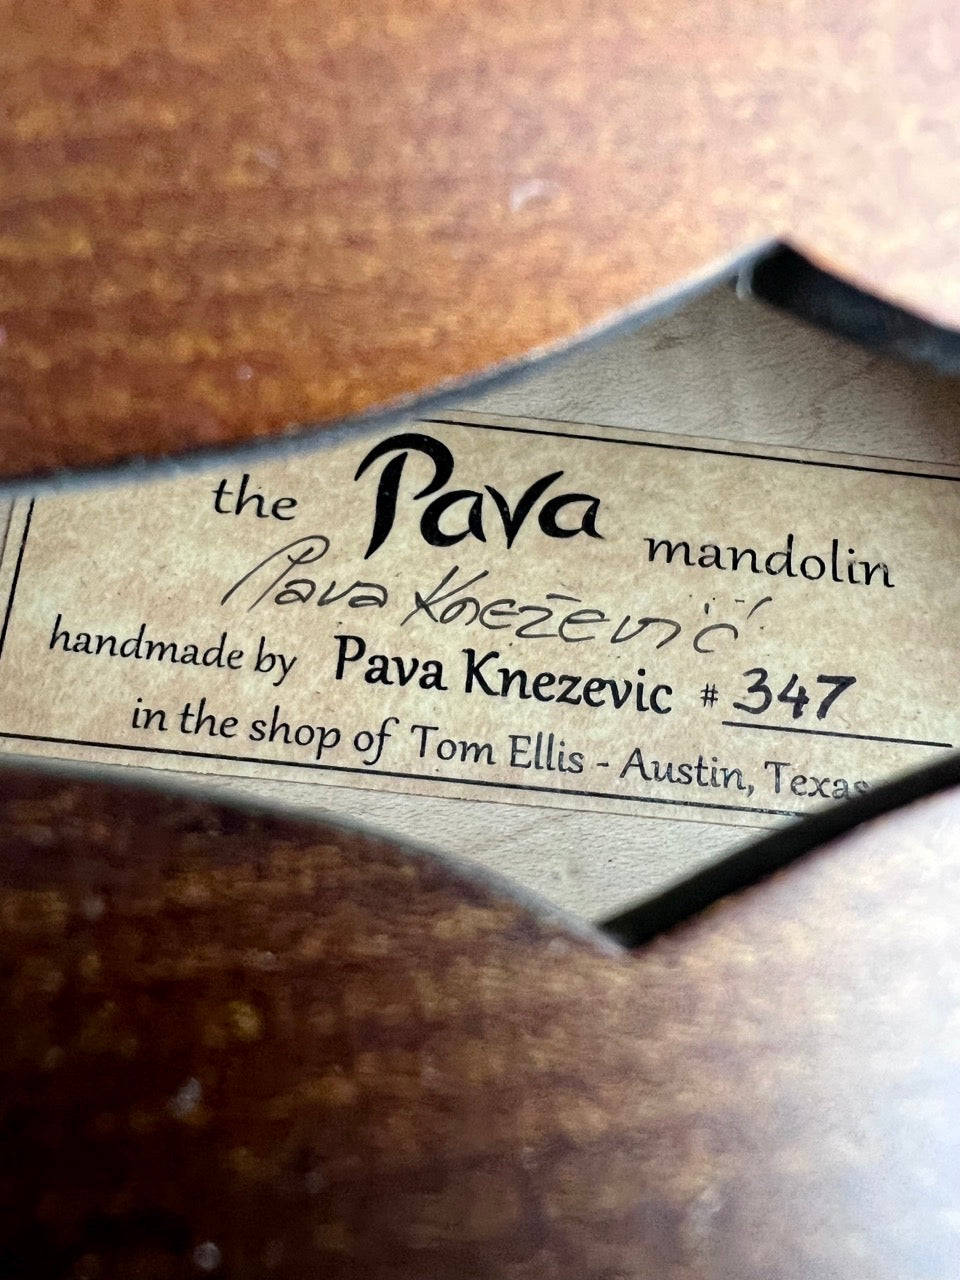 the Pava mandolin
Pava Knežević
handmade by Pava Knezevic # 347
in the shop of Tom Ellis - Austin, Texas